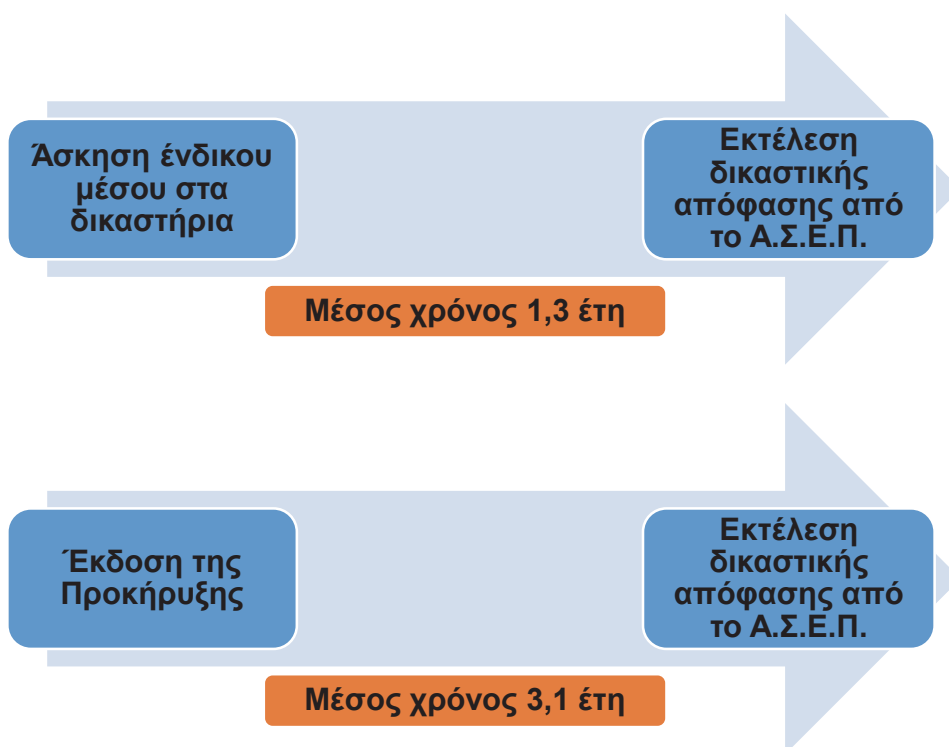 Άσκηση ένδικου
μέσου στα
δικαστήρια
Εκτέλεση
δικαστικής
απόφασης από
το Α.Σ.Ε.Π.
Μέσος χρόνος 1,3 έτη
Έκδοση της
Προκήρυξης
Εκτέλεση
δικαστικής
απόφασης από
το Α.Σ.Ε.Π.
Μέσος χρόνος 3,1 έτη